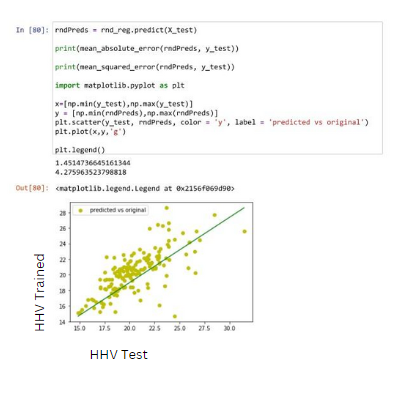 In [80]: rndPreds = rnd_reg.predict(X_test)
print(mean_absolute_error(rndPreds, y_test))
print(mean_squared_error(rndPreds, y_test))
import matplotlib.pyplot as plt
x=[np.min(y_test),np.max(y_test)]
y = [np.min(rndPreds),np.max(rndPreds)]
plt.scatter(y_test, rndPreds, color = 'y', label = 'predicted vs original')
plt.plot(x,y,'g')
plt.legend()
1.4514736645161344
4.275963523798818
Out[80]: <matplotlib.legend.Legend at 0x2156f069d90>
predicted vs original
28
26
24
22
20
18
16
14
15.0 17.5 20.0 22.5 25.0 27.5 30.0
HHV Trained
HHV Test